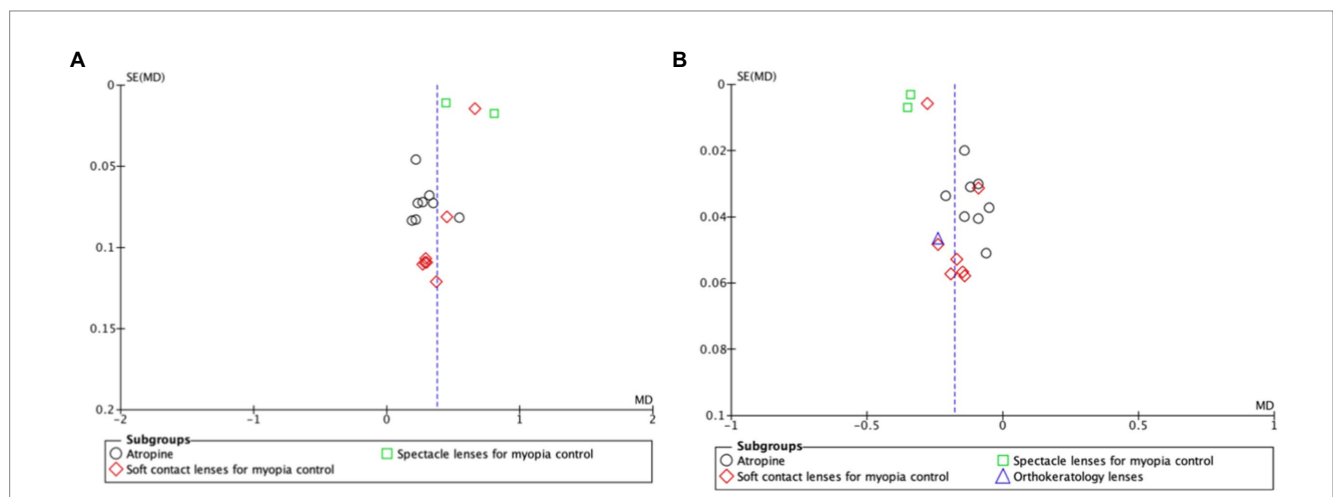 A
SE(MD)
0
0.05
0.1
0.15
0.2
-2
-1
0
1
2
MD
Subgroups
Atropine
Spectacle lenses for myopia control
Soft contact lenses for myopia control
B
SE(MD)
0
0.02
0.04
0.06
0.08
0.1
-1
-0.5
0
0.5
1
MD
Subgroups
Atropine
Spectacle lenses for myopia control
Soft contact lenses for myopia control
Orthokeratology lenses